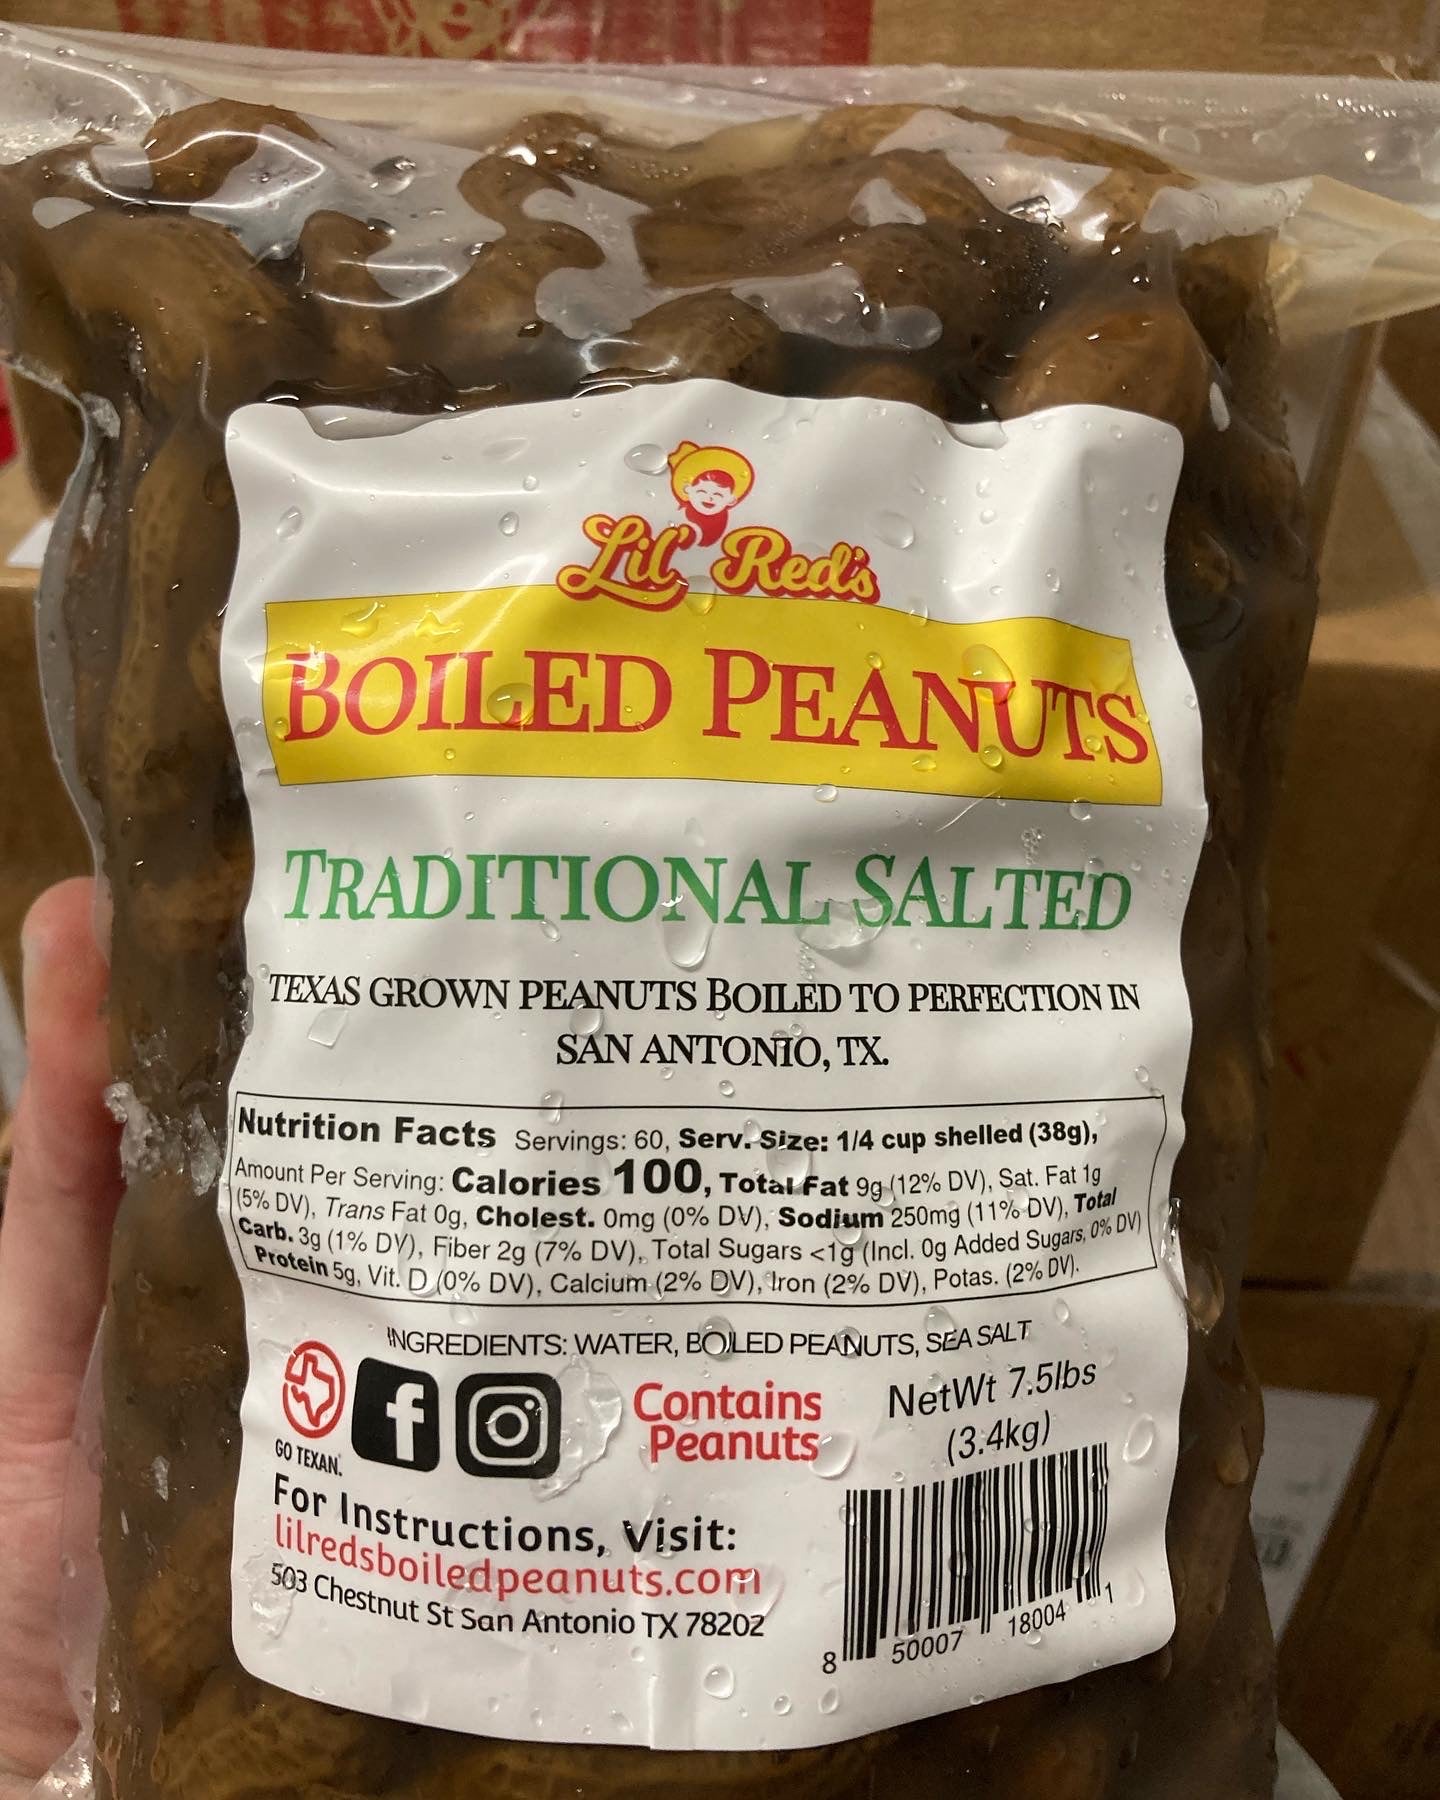 Lil' Red's
BOILED PEANUTS
TRADITIONAL SALTED
TEXAS GROWN PEANUTS BOILED TO PERFECTION IN
SAN ANTONIO, TX.
Nutrition Facts Servings: 60, Serv. Size: 1/4 cup shelled (38g),
Amount Per Serving: Calories 100, Total Fat 9g (12% DV), Sat. Fat 1g
(5% DV), Trans Fat 0g, Cholest. 0mg (0% DV), Sodium 250mg (11% DV), Total
Carb. 3g (1% DV), Fiber 2g (7% DV), Total Sugars <1g (Incl. 0g Added Sugars, 0% DV)
Protein 5g, Vit. D (0% DV), Calcium (2% DV), Iron (2% DV), Potas. (2% DV).
INGREDIENTS: WATER, BOILED PEANUTS, SEA SALT
GO TEXAN.
Contains
Peanuts
NetWt 7.5lbs
(3.4kg)
For Instructions, Visit:
lilredsboiledpeanuts.com
503 Chestnut St San Antonio TX 78202
8 50007 18004 1